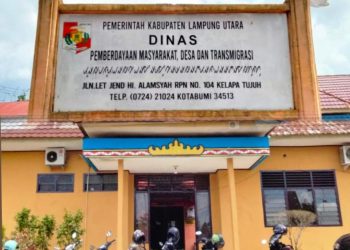 PEMERINTAH KABUPATEN LAMPUNG UTARA
DINAS
PEMBERDAYAAN MASYARAKAT, DESA DAN TRANSMIGRASI
JLN.LET JEND HI. ALAMSYAH RPN NO. 104 KELAPA TUJUH
TELP. (0724) 21024 KOTABUMI 34513